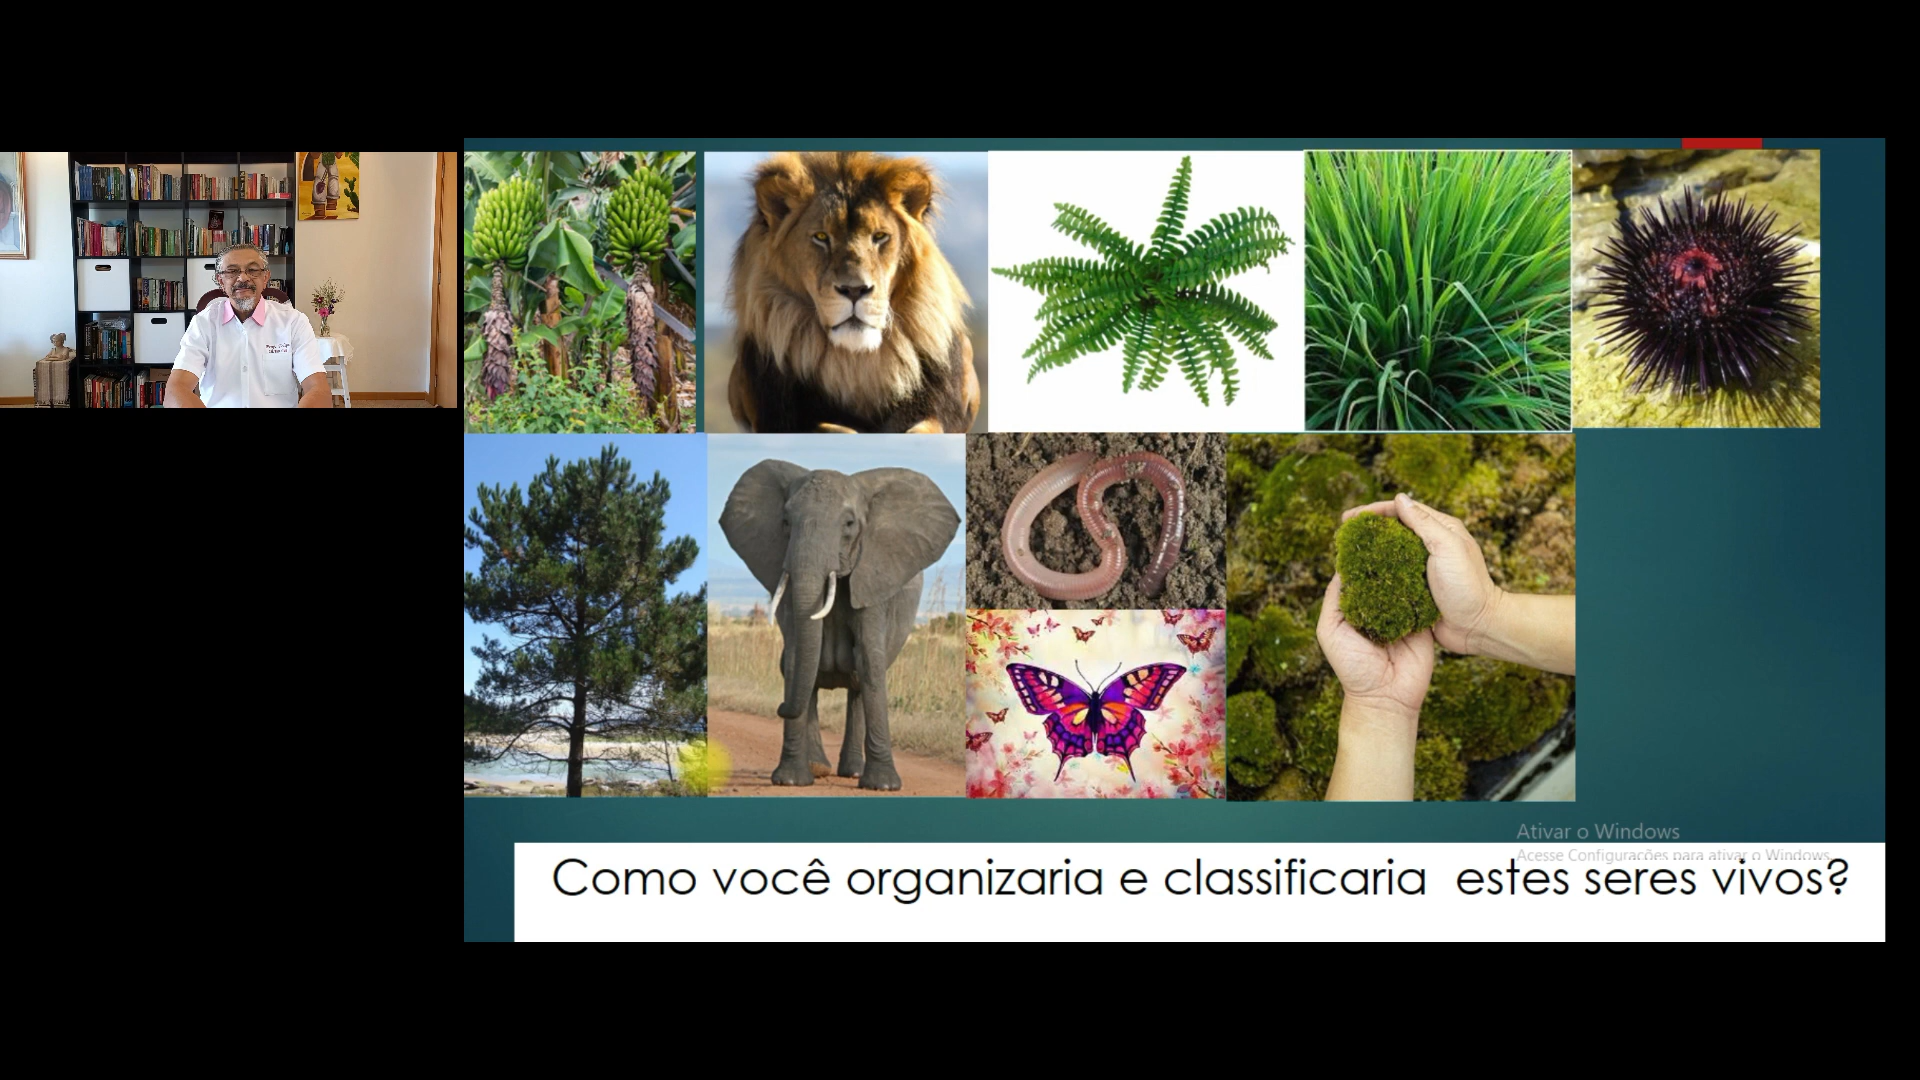 Ativar o Windows
Acesse Configurações para ativar o Windows.
Como você organizaria e classificaria estes seres vivos?